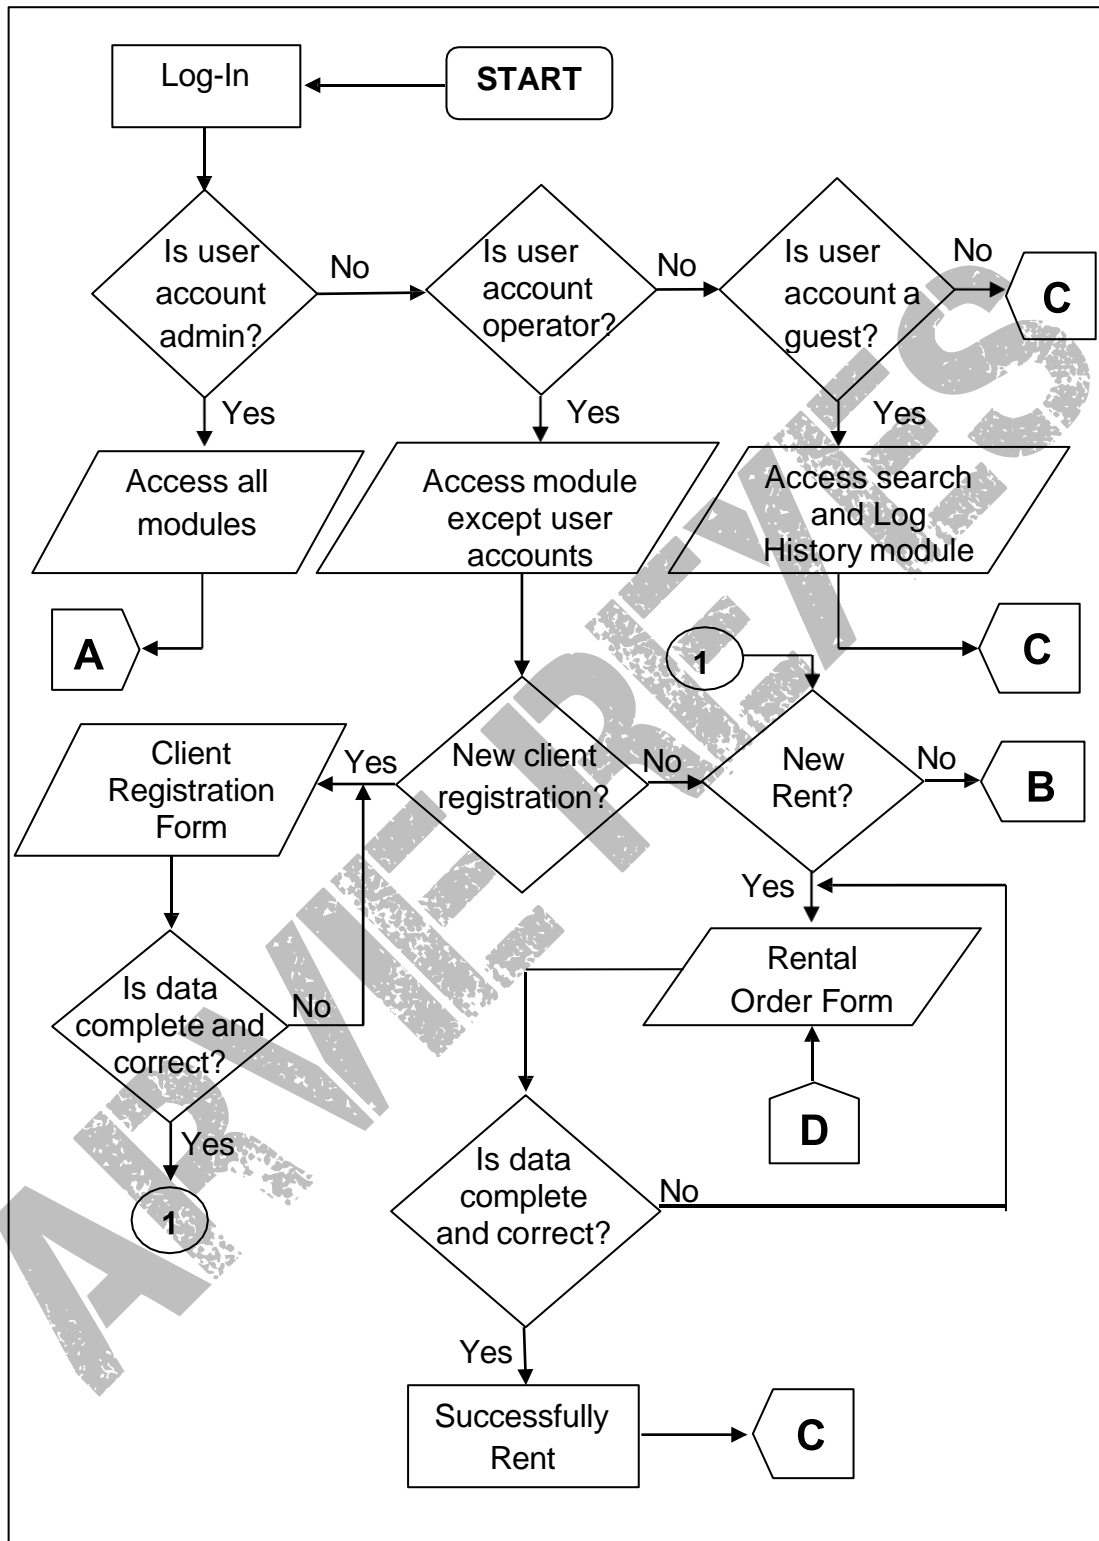 Log-In
START
Is user
account
admin?
No
Is user
account
operator?
No
Is user
account a
guest?
No
C
Yes
Yes
Yes
Access all
modules
Access module
except user
accounts
Access search
and Log
History module
A
1
C
Client
Registration
Form
Yes
New client
registration?
No
New
Rent?
No
B
Yes
Is data
complete and
correct?
No
Rental
Order Form
D
Yes
1
Is data
complete
and correct?
No
Yes
Successfully
Rent
C
ARVIE REYES